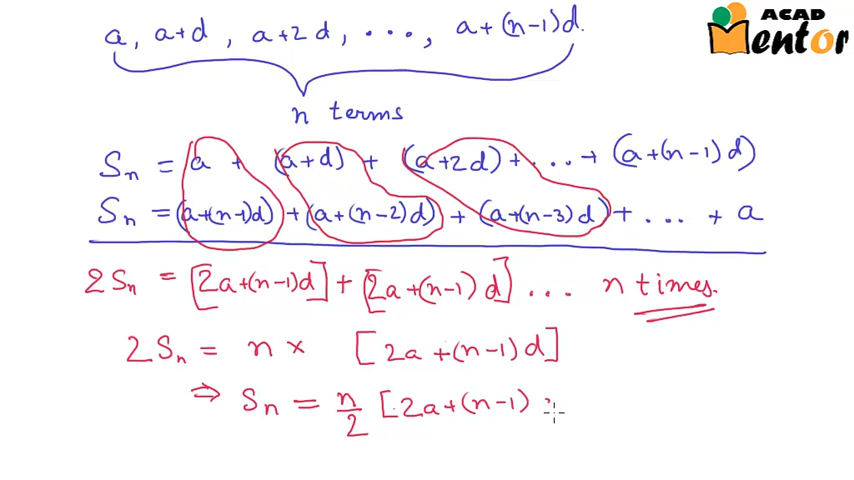 a, a+d, a+2d, ..., a+(n-1)d.
ACAD
Mentor
n terms
Sn = a + (a+d) + (a+2d) + ... + (a+(n-1)d)
Sn = (a+(n-1)d) + (a+(n-2)d) + (a+(n-3)d) + ... + a
2Sn = [2a+(n-1)d] + [2a+(n-1)d] ... n times.
2Sn = n × [2a+(n-1)d]
⇒ Sn = n/2 [2a+(n-1)